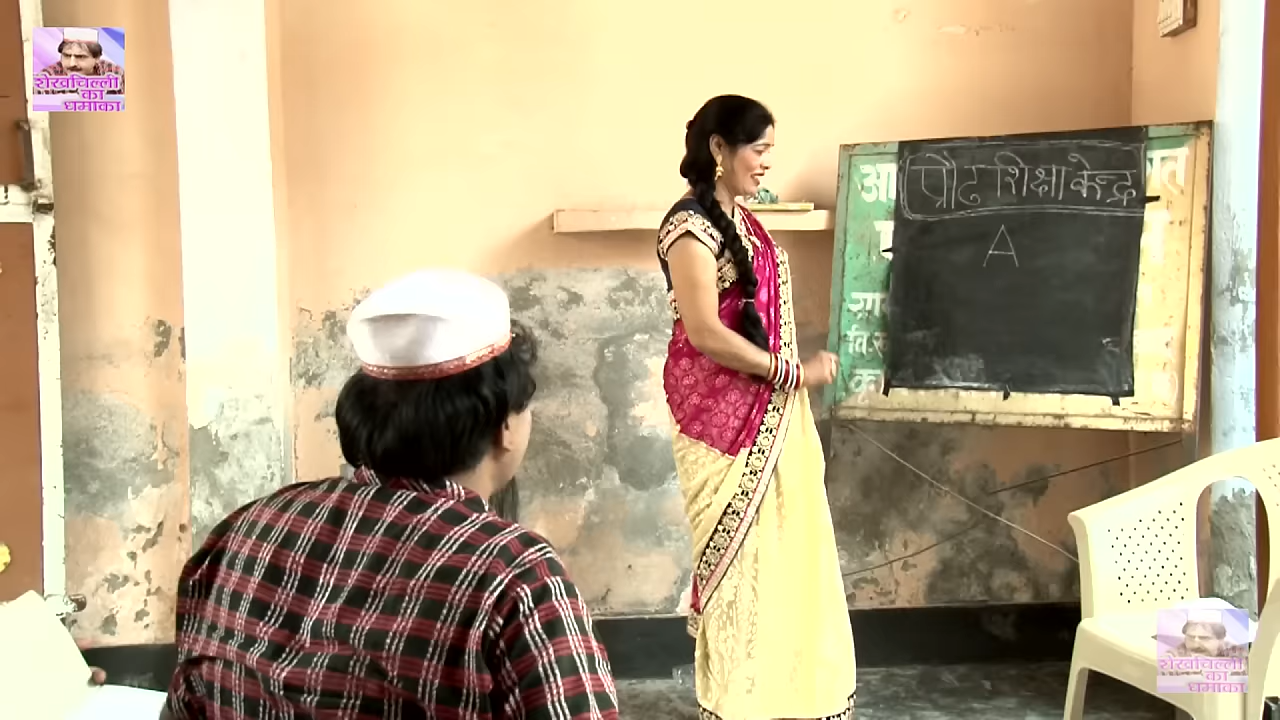 शेखचिल्ली
का
धमाका
प्रौढ शिक्षा केन्द्र
A
शेखचिल्ली
का
धमाका